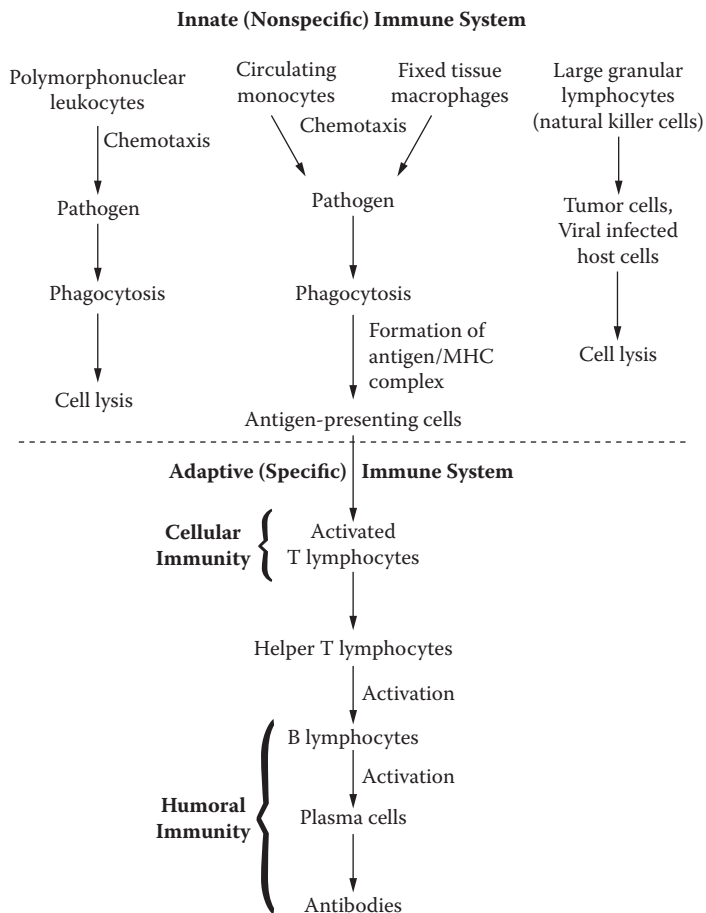 Innate (Nonspecific) Immune System
Polymorphonuclear
leukocytes
Circulating
monocytes
Fixed tissue
macrophages
Large granular
lymphocytes
(natural killer cells)
Chemotaxis
Chemotaxis
Pathogen
Pathogen
Tumor cells,
Viral infected
host cells
Phagocytosis
Phagocytosis
Formation of
antigen/MHC
complex
Cell lysis
Cell lysis
Antigen-presenting cells
Adaptive (Specific) Immune System
Cellular
Immunity
Activated
T lymphocytes
Helper T lymphocytes
Activation
B lymphocytes
Activation
Humoral
Immunity
Plasma cells
Antibodies